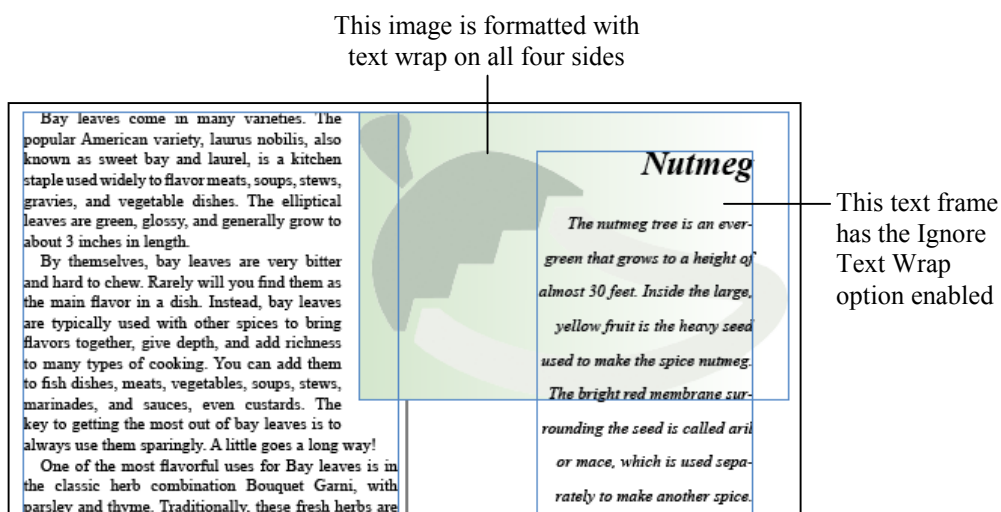 This image is formatted with
text wrap on all four sides
Bay leaves come in many varieties. The
popular American variety, laurus nobilis, also
known as sweet bay and laurel, is a kitchen
staple used widely to flavor meats, soups, stews,
gravies, and vegetable dishes. The elliptical
leaves are green, glossy, and generally grow to
about 3 inches in length.
By themselves, bay leaves are very bitter
and hard to chew. Rarely will you find them as
the main flavor in a dish. Instead, bay leaves
are typically used with other spices to bring
flavors together, give depth, and add richness
to many types of cooking. You can add them
to fish dishes, meats, vegetables, soups, stews,
marinades, and sauces, even custards. The
key to getting the most out of bay leaves is to
always use them sparingly. A little goes a long way!
One of the most flavorful uses for Bay leaves is in
the classic herb combination Bouquet Garni, with
parsley and thyme. Traditionally, these fresh herbs are
Nutmeg
The nutmeg tree is an ever-
green that grows to a height of
almost 30 feet. Inside the large,
yellow fruit is the heavy seed
used to make the spice nutmeg.
The bright red membrane sur-
rounding the seed is called aril
or mace, which is used sepa-
rately to make another spice.
This text frame
has the Ignore
Text Wrap
option enabled